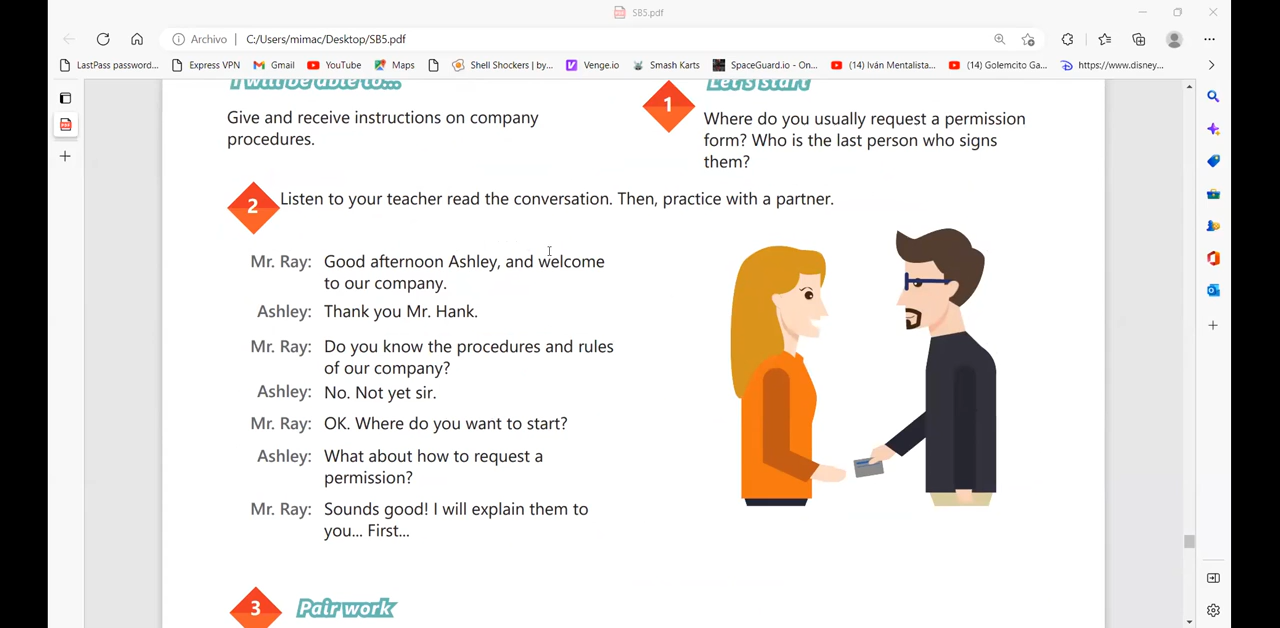 SB5.pdf
Archivo C:/Users/mimac/Desktop/SB5.pdf
LastPass password... Express VPN Gmail YouTube Maps Shell Shockers | by... Venge.io Smash Karts SpaceGuard.io - On... (14) Iván Mentalista... (14) Golemcito Ga... https://www.disney...
I will be able to...
Let's start
Give and receive instructions on company
procedures.
1
Where do you usually request a permission
form? Who is the last person who signs
them?
2
Listen to your teacher read the conversation. Then, practice with a partner.
Mr. Ray: Good afternoon Ashley, and welcome
to our company.
Ashley: Thank you Mr. Hank.
Mr. Ray: Do you know the procedures and rules
of our company?
Ashley: No. Not yet sir.
Mr. Ray: OK. Where do you want to start?
Ashley: What about how to request a
permission?
Mr. Ray: Sounds good! I will explain them to
you... First...
3
Pair work